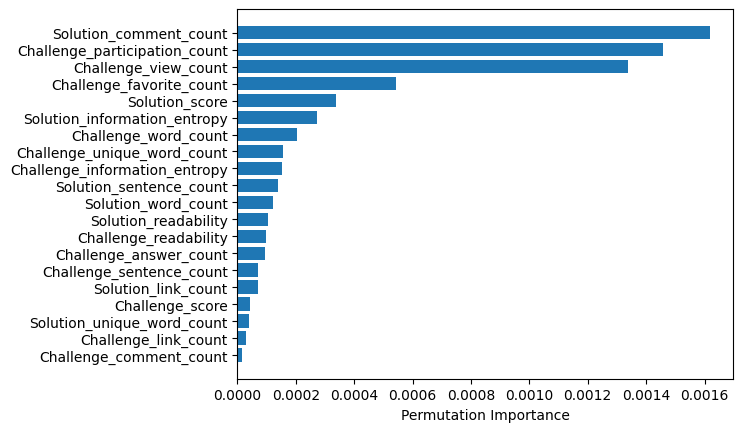 Solution_comment_count
Challenge_participation_count
Challenge_view_count
Challenge_favorite_count
Solution_score
Solution_information_entropy
Challenge_word_count
Challenge_unique_word_count
Challenge_information_entropy
Solution_sentence_count
Solution_word_count
Solution_readability
Challenge_readability
Challenge_answer_count
Challenge_sentence_count
Solution_link_count
Challenge_score
Solution_unique_word_count
Challenge_link_count
Challenge_comment_count
0.0000 0.0002 0.0004 0.0006 0.0008 0.0010 0.0012 0.0014 0.0016
Permutation Importance